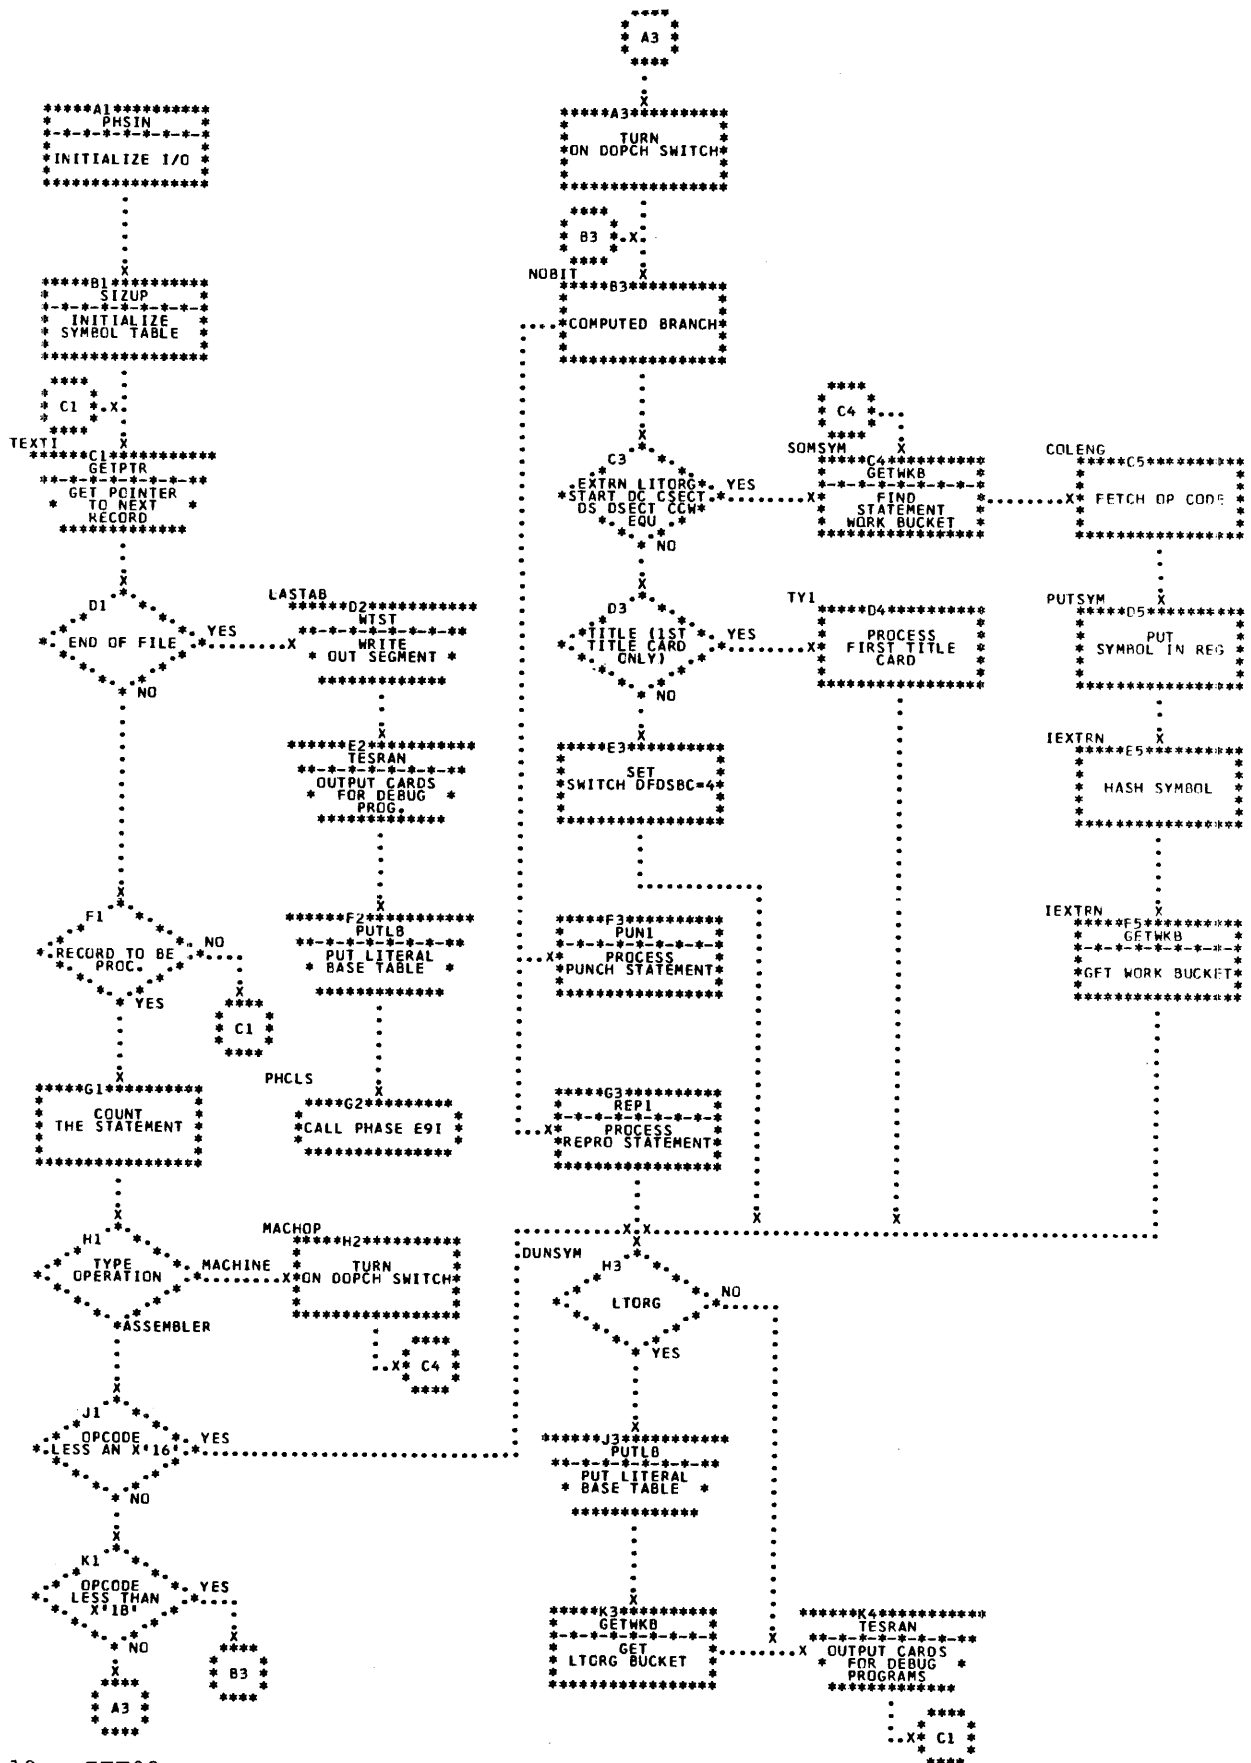 A3
A1
PHSIN
INITIALIZE I/O
A3
TURN
ON DOPCH SWITCH
B3
B1
SIZUP
INITIALIZE
SYMBOL TABLE
NOBIT
B3
COMPUTED BRANCH
C1
C4
TEXTI
C1
GETPTR
GET POINTER
TO NEXT
RECORD
C3
EXTRN LITORG
START DC CSECT
DS DSECT CCW
EQU
YES
NO
SOMSYM
C4
GETWKB
FIND
STATEMENT
WORK BUCKET
COLENG
C5
FETCH OP CODE
D1
END OF FILE
YES
NO
LASTAB
D2
WTST
WRITE
OUT SEGMENT
D3
TITLE (1ST
TITLE CARD
ONLY)
YES
NO
TY1
D4
PROCESS
FIRST TITLE
CARD
PUTSYM
D5
PUT
SYMBOL IN REG
E2
TESRAN
OUTPUT CARDS
FOR DEBUG
PROG.
E3
SET
SWITCH DFDSBC=4
IEXTRN
E5
HASH SYMBOL
F1
RECORD TO BE
PROC.
NO
YES
C1
F2
PUTLB
PUT LITERAL
BASE TABLE
F3
PUN1
PROCESS
PUNCH STATEMENT
IEXTRN
F5
GETWKB
GET WORK BUCKET
G1
COUNT
THE STATEMENT
PHCLS
G2
CALL PHASE E9I
G3
REP1
PROCESS
REPRO STATEMENT
H1
TYPE
OPERATION
MACHINE
ASSEMBLER
MACHOP
H2
TURN
ON DOPCH SWITCH
C4
DUNSYM
H3
LTORG
NO
YES
J1
OPCODE
LESS AN X'16'
YES
NO
J3
PUTLB
PUT LITERAL
BASE TABLE
K1
OPCODE
LESS THAN
X'1B'
YES
NO
B3
A3
K3
GETWKB
GET
LTORG BUCKET
K4
TESRAN
OUTPUT CARDS
FOR DEBUG
PROGRAMS
C1